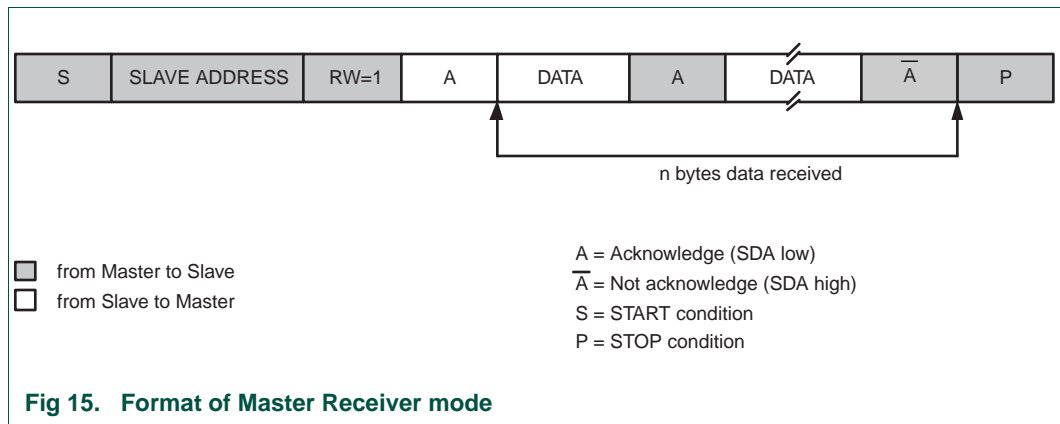 S SLAVE ADDRESS RW=1 A DATA A DATA A̅ P
n bytes data received
from Master to Slave
from Slave to Master
A = Acknowledge (SDA low)
A̅ = Not acknowledge (SDA high)
S = START condition
P = STOP condition
Fig 15. Format of Master Receiver mode